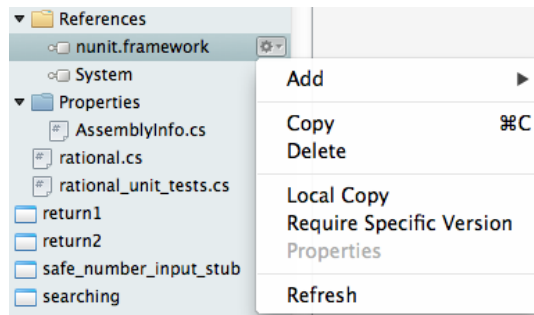 References
nunit.framework
System
Properties
AssemblyInfo.cs
rational.cs
rational_unit_tests.cs
return1
return2
safe_number_input_stub
searching
Add
Copy ⌘C
Delete
Local Copy
Require Specific Version
Properties
Refresh